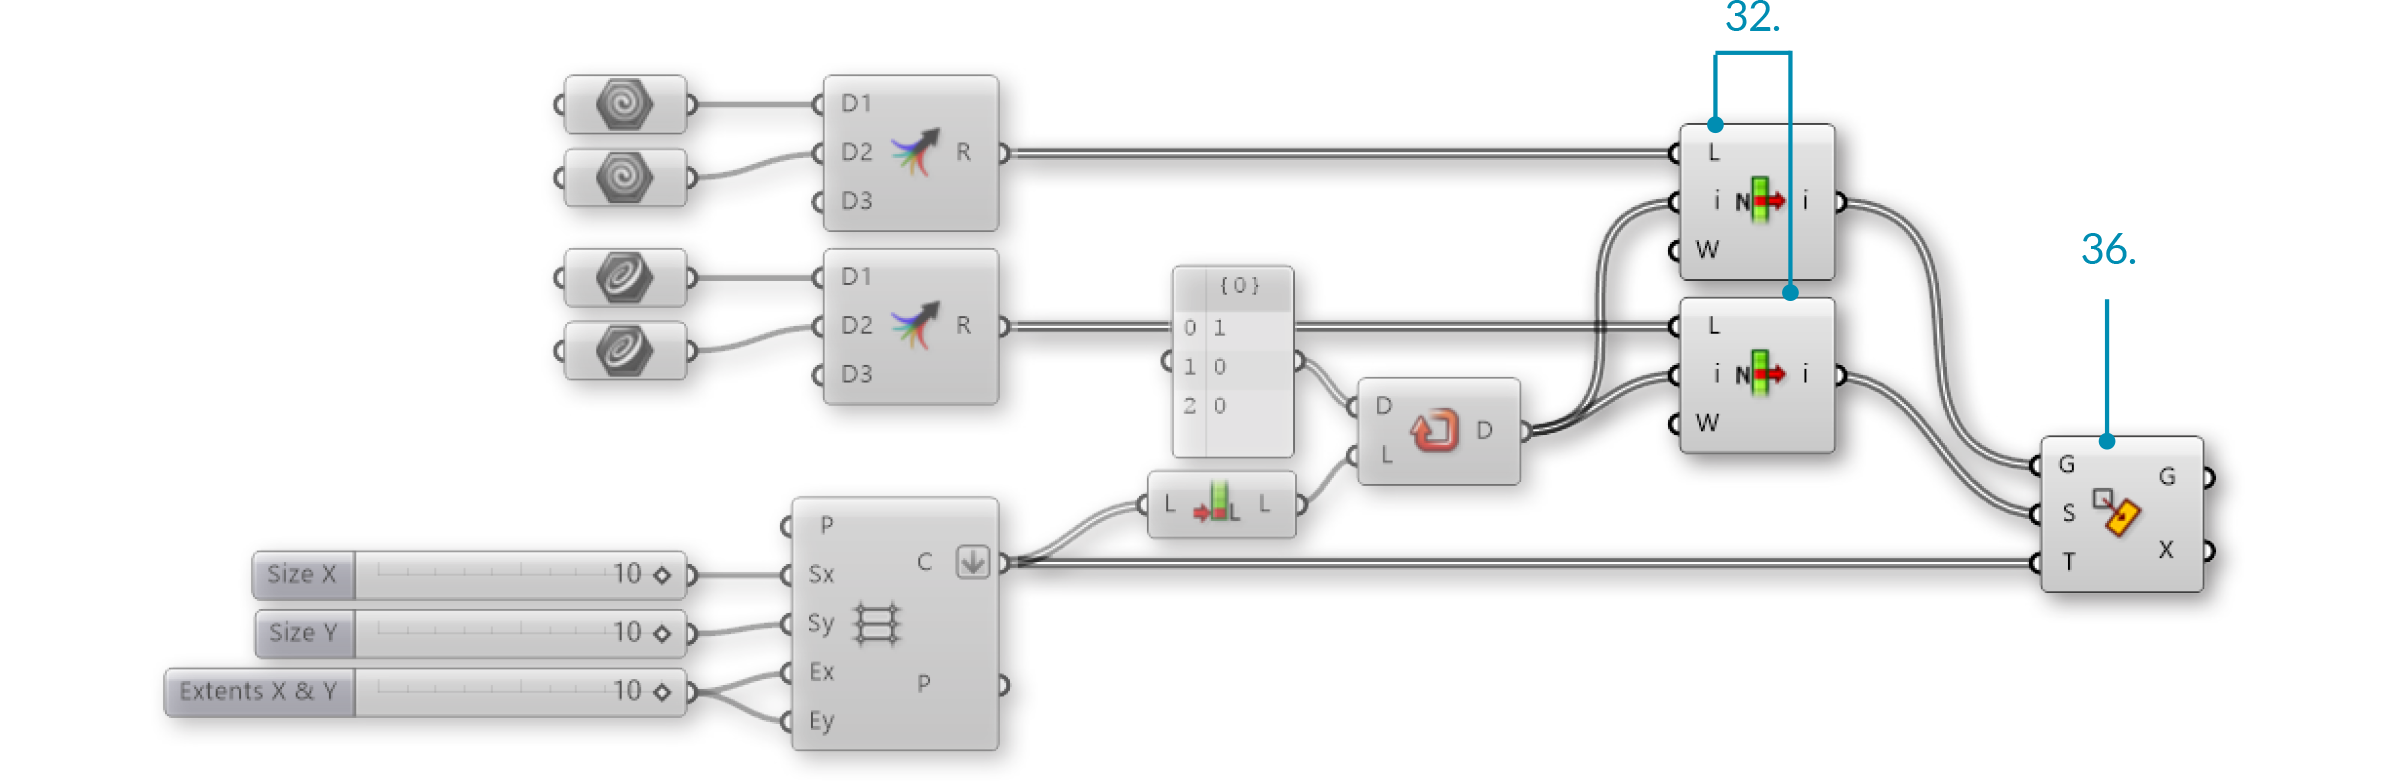 32.
D1
D2 R
D3
L
i N i
W
36.
D1
D2 R
D3
{0}
0 1
1 0
2 0
L
i N i
W
D
L D
L L L
G
S G
T X
P
Sx C
Sy
Ex P
Ey
Size X 10
Size Y 10
Extents X & Y 10